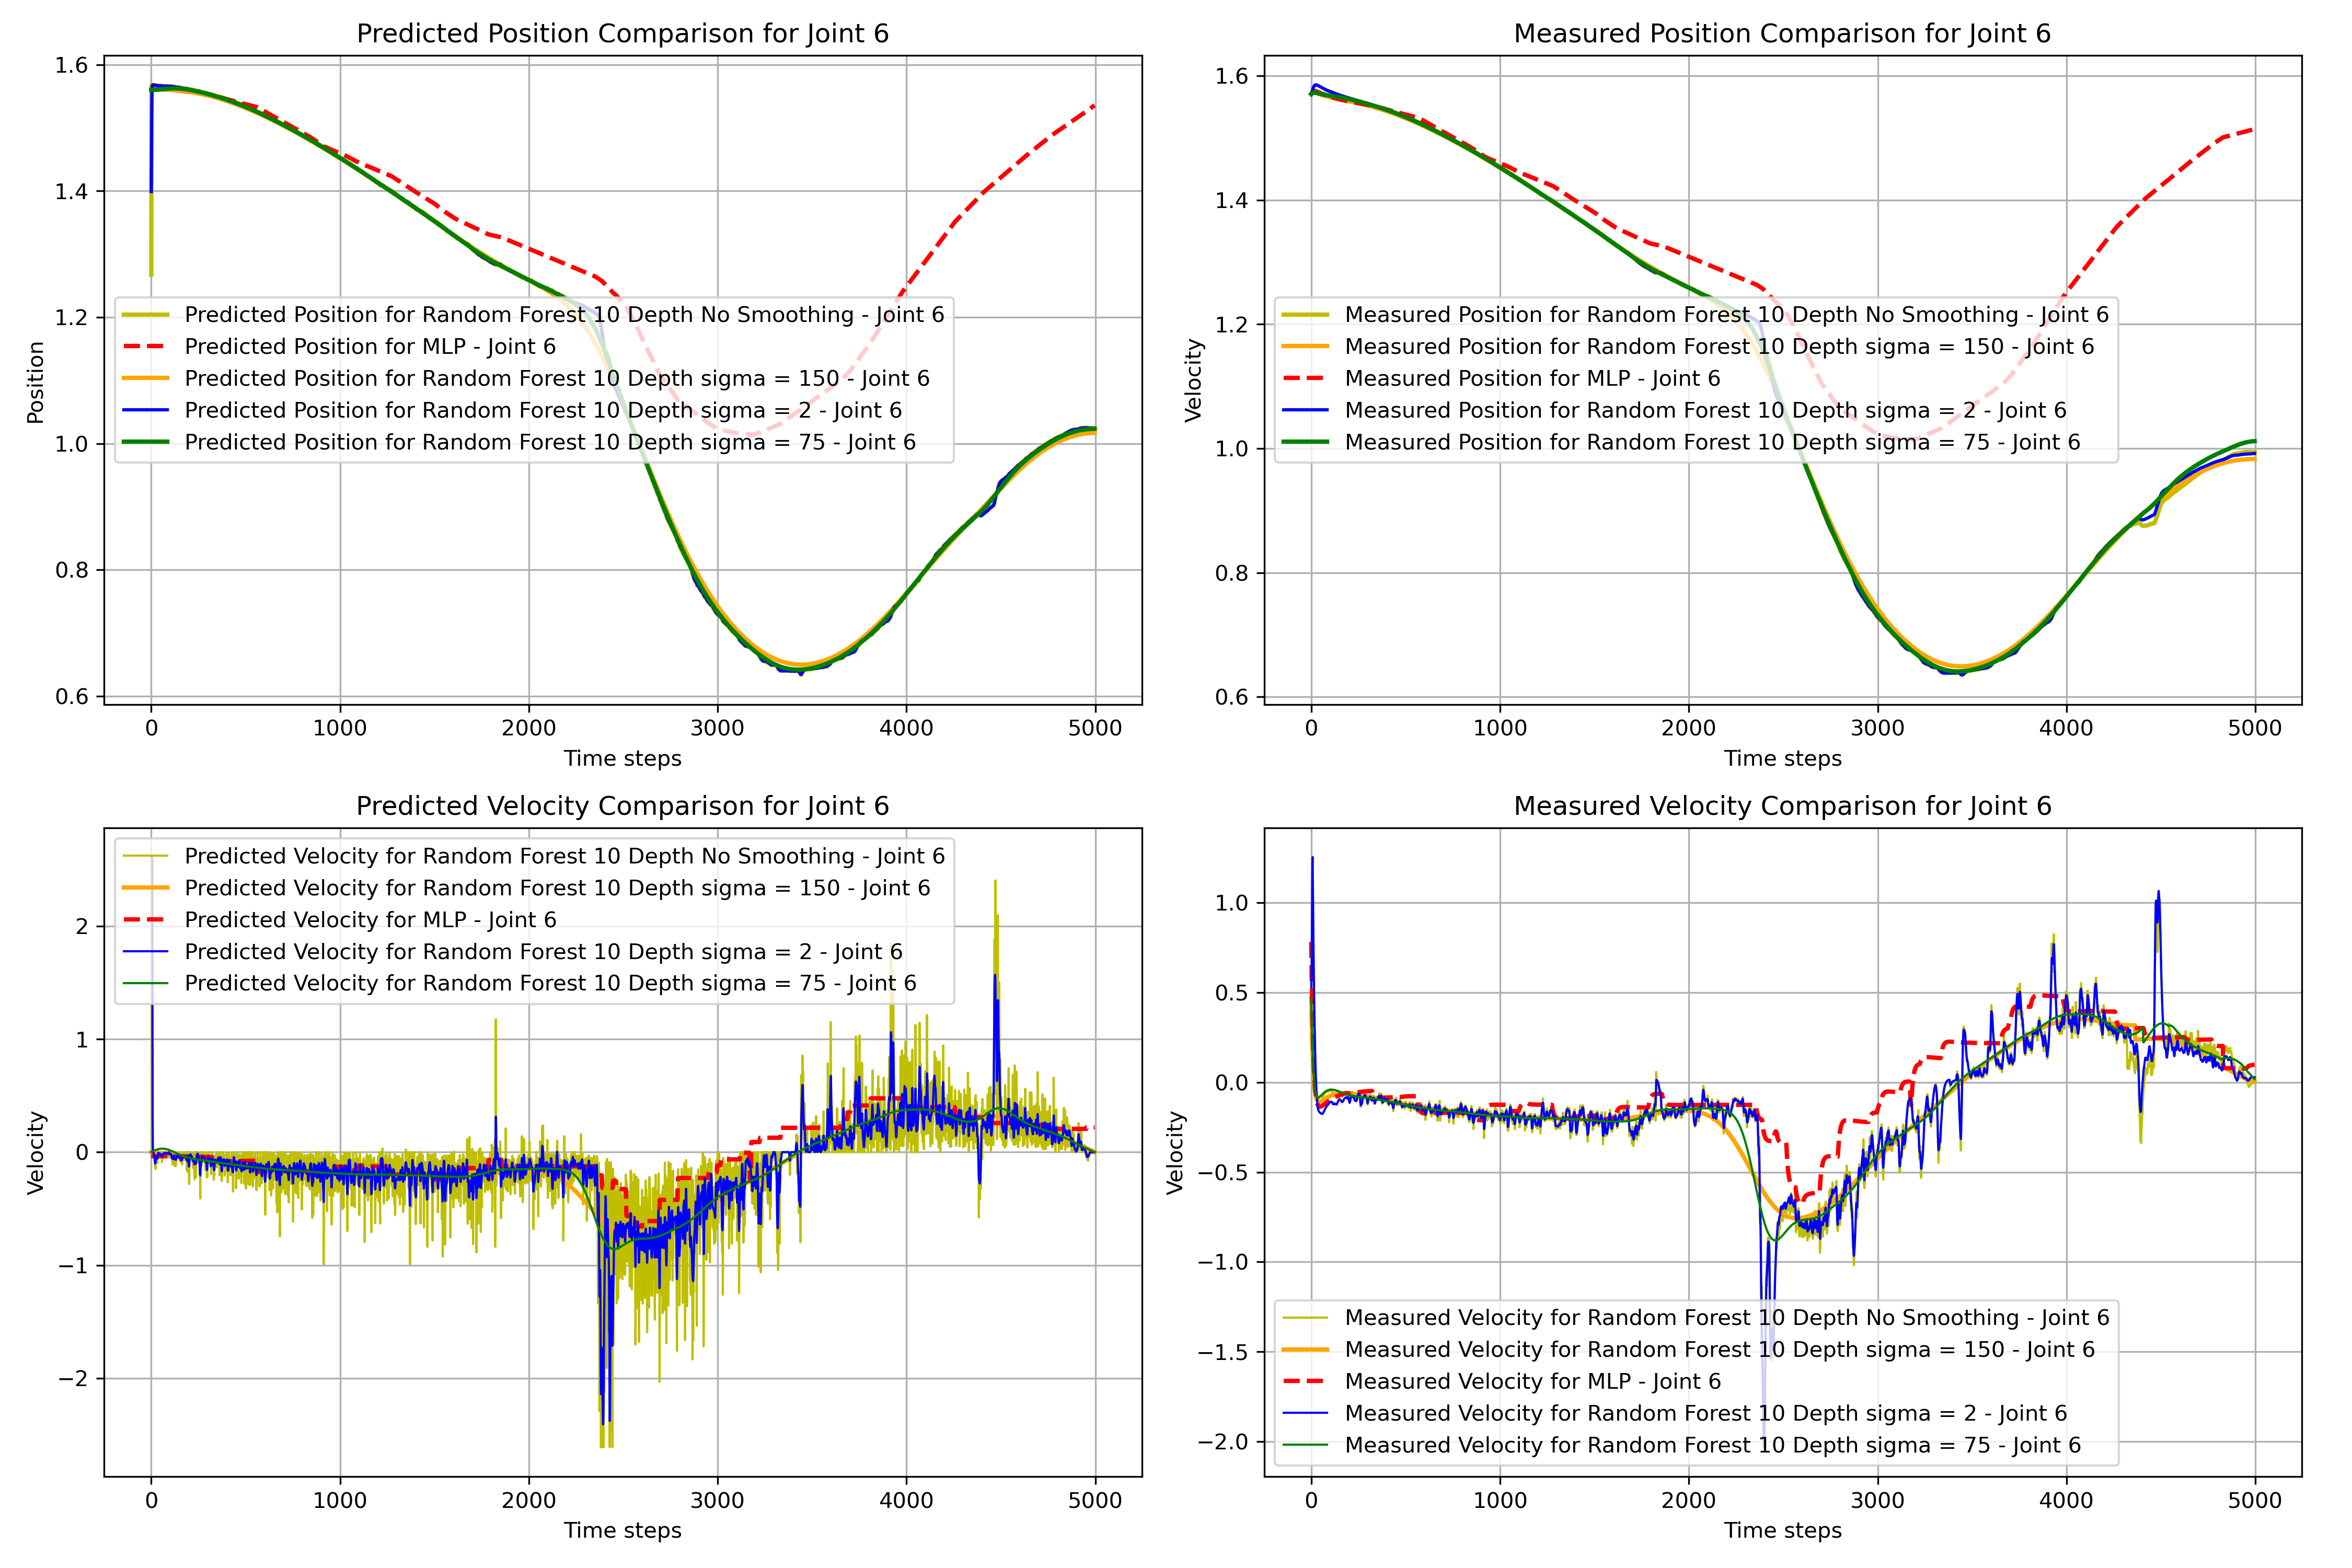 Predicted Position Comparison for Joint 6
1.6
1.4
1.2
1.0
0.8
0.6
Position
Predicted Position for Random Forest 10 Depth No Smoothing - Joint 6
Predicted Position for MLP - Joint 6
Predicted Position for Random Forest 10 Depth sigma = 150 - Joint 6
Predicted Position for Random Forest 10 Depth sigma = 2 - Joint 6
Predicted Position for Random Forest 10 Depth sigma = 75 - Joint 6
0 1000 2000 3000 4000 5000
Time steps
Measured Position Comparison for Joint 6
1.6
1.4
1.2
1.0
0.8
0.6
Velocity
Measured Position for Random Forest 10 Depth No Smoothing - Joint 6
Measured Position for Random Forest 10 Depth sigma = 150 - Joint 6
Measured Position for MLP - Joint 6
Measured Position for Random Forest 10 Depth sigma = 2 - Joint 6
Measured Position for Random Forest 10 Depth sigma = 75 - Joint 6
0 1000 2000 3000 4000 5000
Time steps
Predicted Velocity Comparison for Joint 6
2
1
0
−1
−2
Velocity
Predicted Velocity for Random Forest 10 Depth No Smoothing - Joint 6
Predicted Velocity for Random Forest 10 Depth sigma = 150 - Joint 6
Predicted Velocity for MLP - Joint 6
Predicted Velocity for Random Forest 10 Depth sigma = 2 - Joint 6
Predicted Velocity for Random Forest 10 Depth sigma = 75 - Joint 6
0 1000 2000 3000 4000 5000
Time steps
Measured Velocity Comparison for Joint 6
1.0
0.5
0.0
−0.5
−1.0
−1.5
−2.0
Velocity
Measured Velocity for Random Forest 10 Depth No Smoothing - Joint 6
Measured Velocity for Random Forest 10 Depth sigma = 150 - Joint 6
Measured Velocity for MLP - Joint 6
Measured Velocity for Random Forest 10 Depth sigma = 2 - Joint 6
Measured Velocity for Random Forest 10 Depth sigma = 75 - Joint 6
0 1000 2000 3000 4000 5000
Time steps